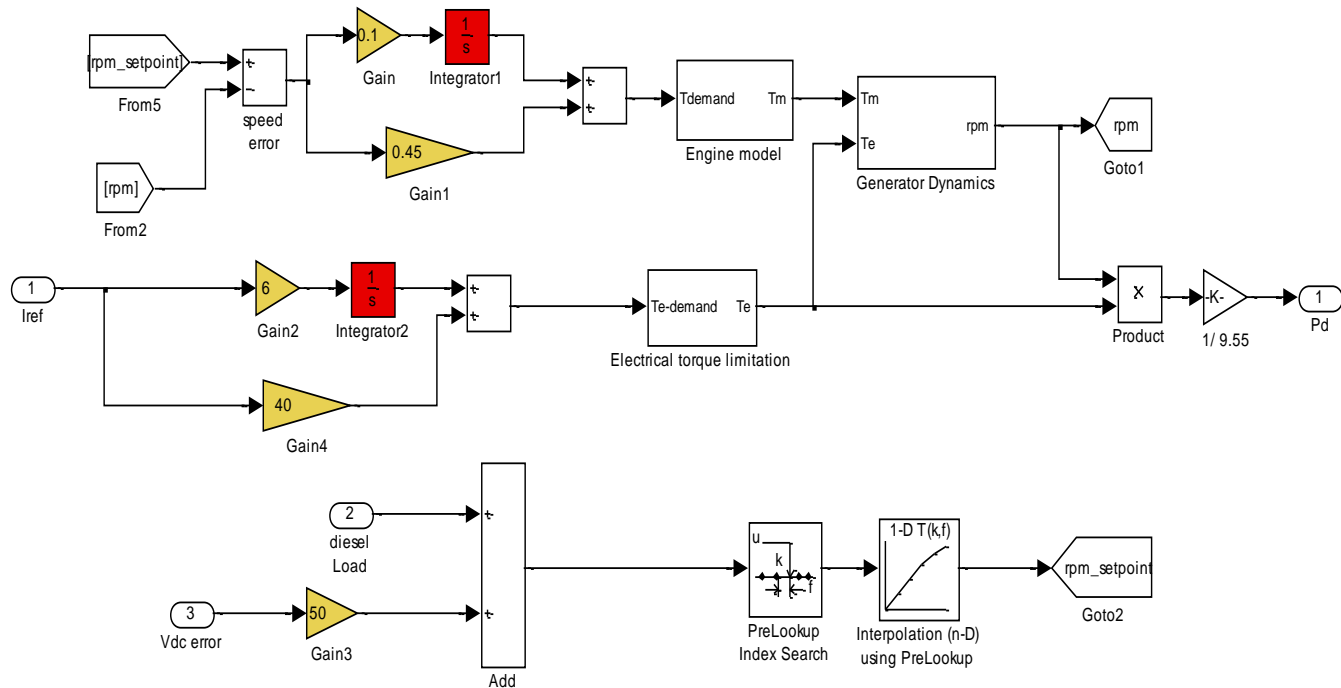 [rpm_setpoint]
From5
+
−
speed
error
[rpm]
From2
0.1
Gain
1
s
Integrator1
0.45
Gain1
+
+
Tdemand Tm
Engine model
Tm
Te
rpm
Generator Dynamics
rpm
Goto1
1
Iref
6
Gain2
1
s
Integrator2
40
Gain4
+
+
Te-demand Te
Electrical torque limitation
x
Product
-K-
1/ 9.55
1
Pd
2
diesel
Load
3
Vdc error
50
Gain3
+
+
Add
u
k
f
PreLookup
Index Search
1-D T(k,f)
Interpolation (n-D)
using PreLookup
rpm_setpoint
Goto2